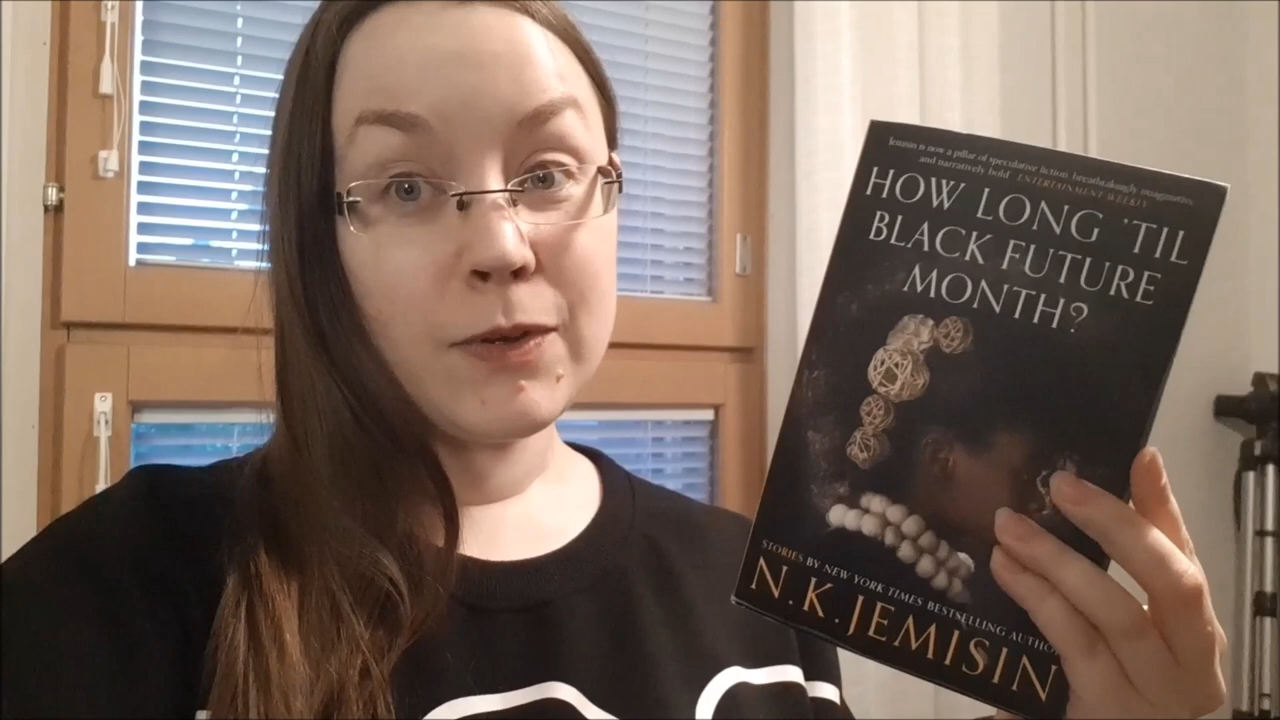 Jemisin is now a pillar of speculative fiction, breathtakingly imaginative
and narratively bold ENTERTAINMENT WEEKLY
HOW LONG 'TIL
BLACK FUTURE
MONTH?
STORIES BY NEW YORK TIMES BESTSELLING
N.K.JEMISIN